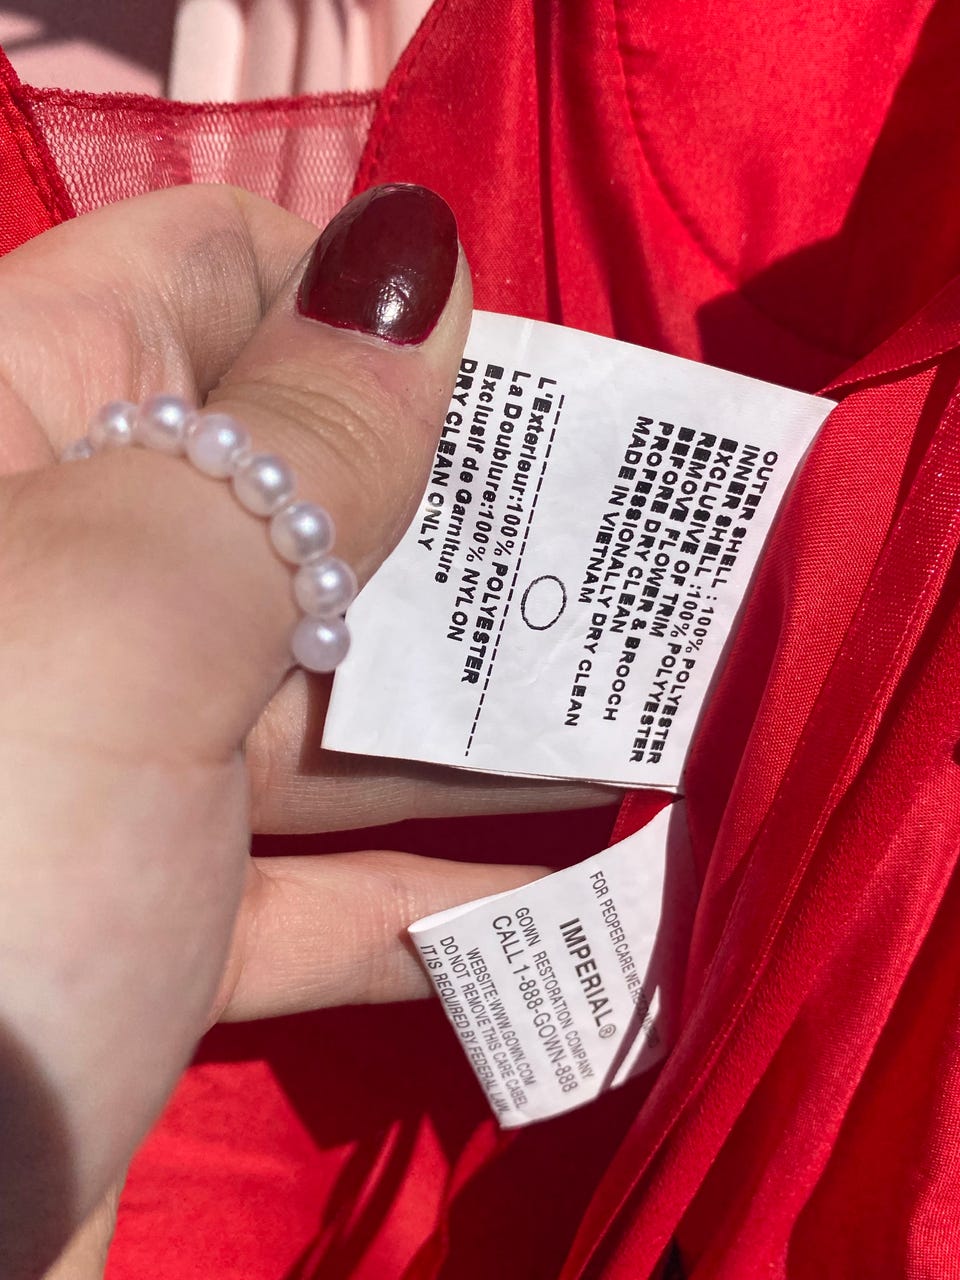 OUTER SHELL : 100% POLYESTER
INNER SHELL :100% POLYYESTER
EXCLUSIVE OF TRIM
REMOVE FLOWER & BROOCH
BEFORE DRY CLEAN
PROFESSIONALLY DRY CLEAN
MADE IN VIETNAM
L'Exterieur:100% POLYESTER
La Doublure:100% NYLON
Exclusif de Garniture
DRY CLEAN ONLY
FOR PEOPER CARE WE
IMPERIAL®
GOWN RESTORATION COMPANY
CALL 1-888-GOWN-888
WEBSITE:WWW.GOWN.COM
DO NOT REMOVE THIS CARE CABEL
IT IS REQUIRED BY FEDERAL LAW.